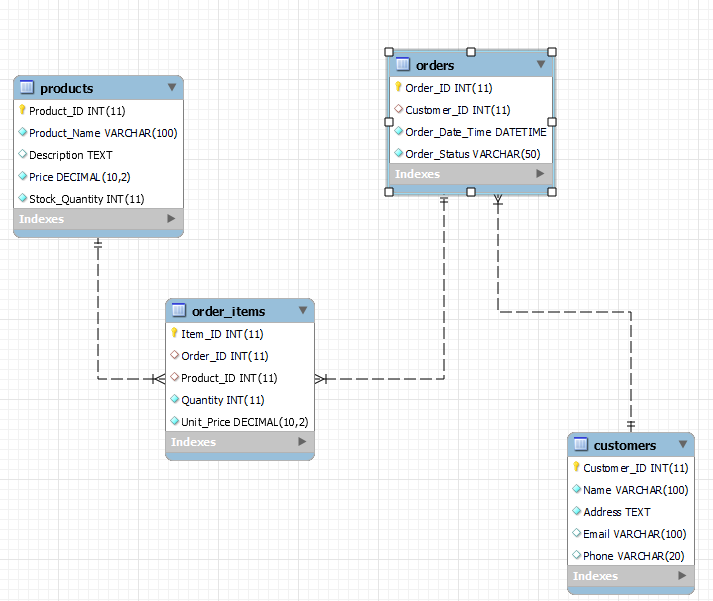 products
Product_ID INT(11)
Product_Name VARCHAR(100)
Description TEXT
Price DECIMAL(10,2)
Stock_Quantity INT(11)
Indexes
orders
Order_ID INT(11)
Customer_ID INT(11)
Order_Date_Time DATETIME
Order_Status VARCHAR(50)
Indexes
order_items
Item_ID INT(11)
Order_ID INT(11)
Product_ID INT(11)
Quantity INT(11)
Unit_Price DECIMAL(10,2)
Indexes
customers
Customer_ID INT(11)
Name VARCHAR(100)
Address TEXT
Email VARCHAR(100)
Phone VARCHAR(20)
Indexes